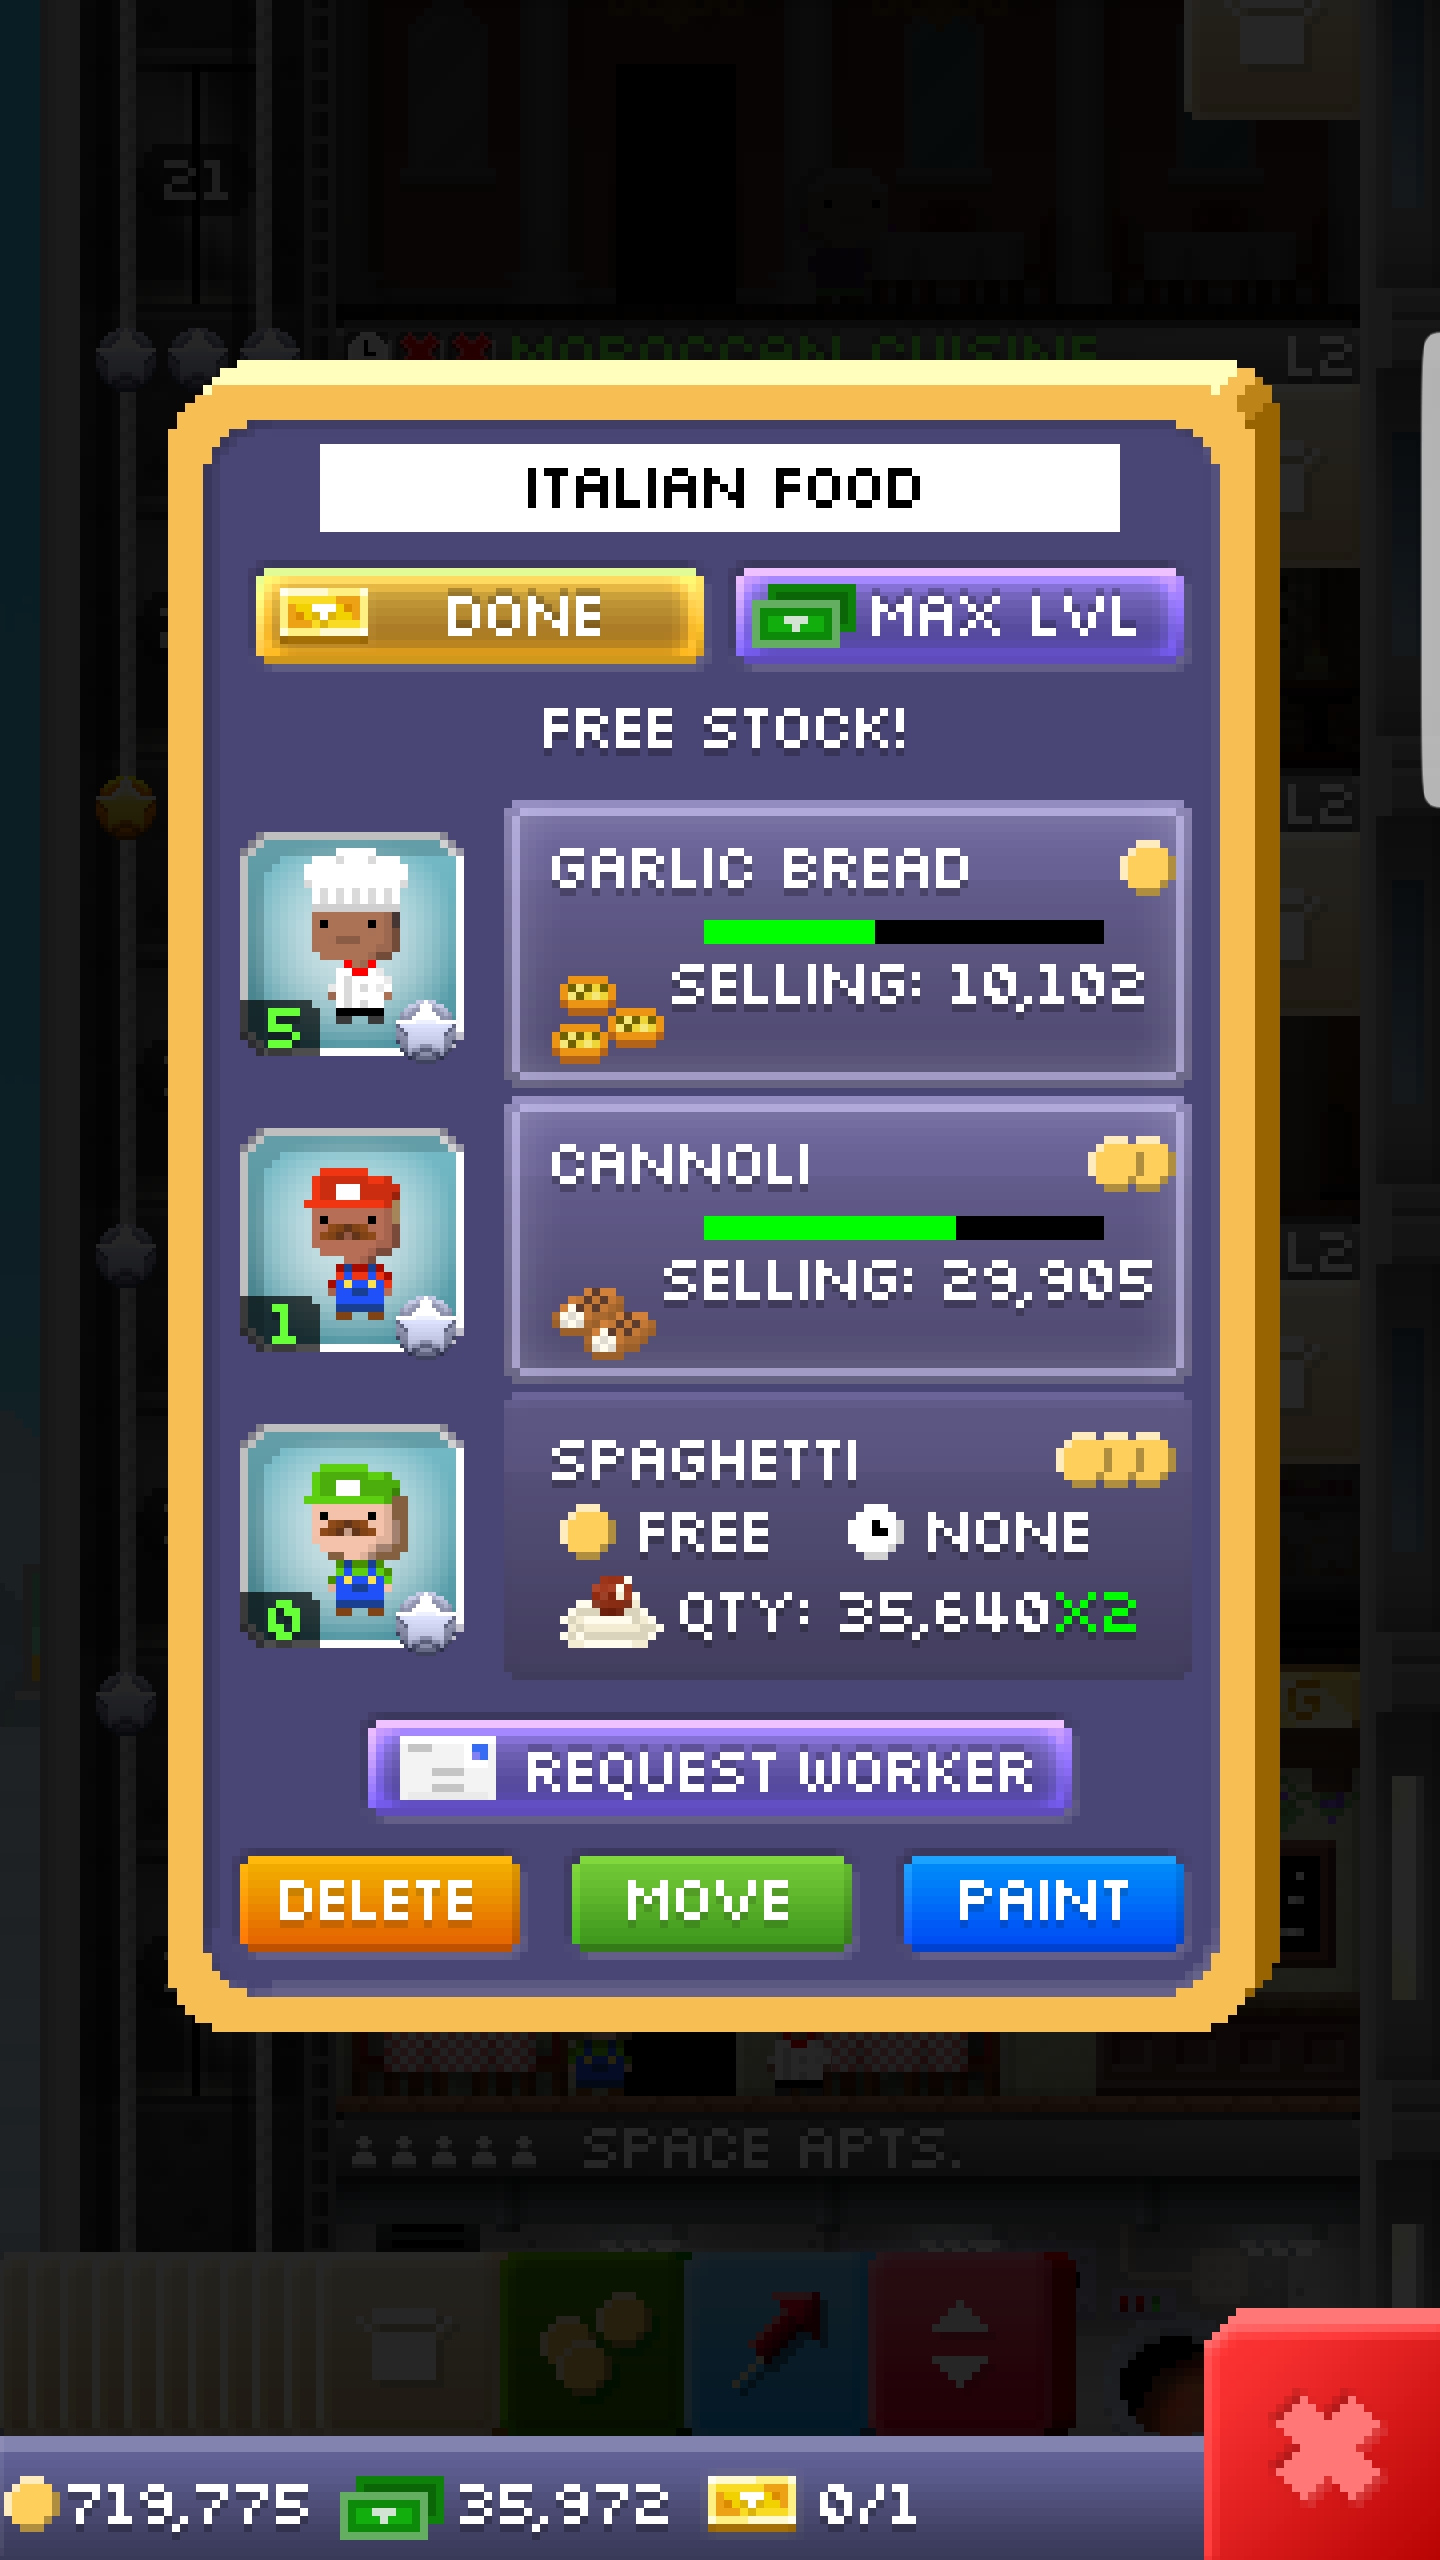 21
MOROCCAN CUISINE L2
ITALIAN FOOD
DONE MAX LVL
FREE STOCK!
L2
GARLIC BREAD
SELLING: 10,102
5
CANNOLI
L2
SELLING: 29,905
1
SPAGHETTI
FREE NONE
QTY: 35,640X2
0
G
REQUEST WORKER
DELETE MOVE PAINT
SPACE APTS.
719,775 35,972 0/1